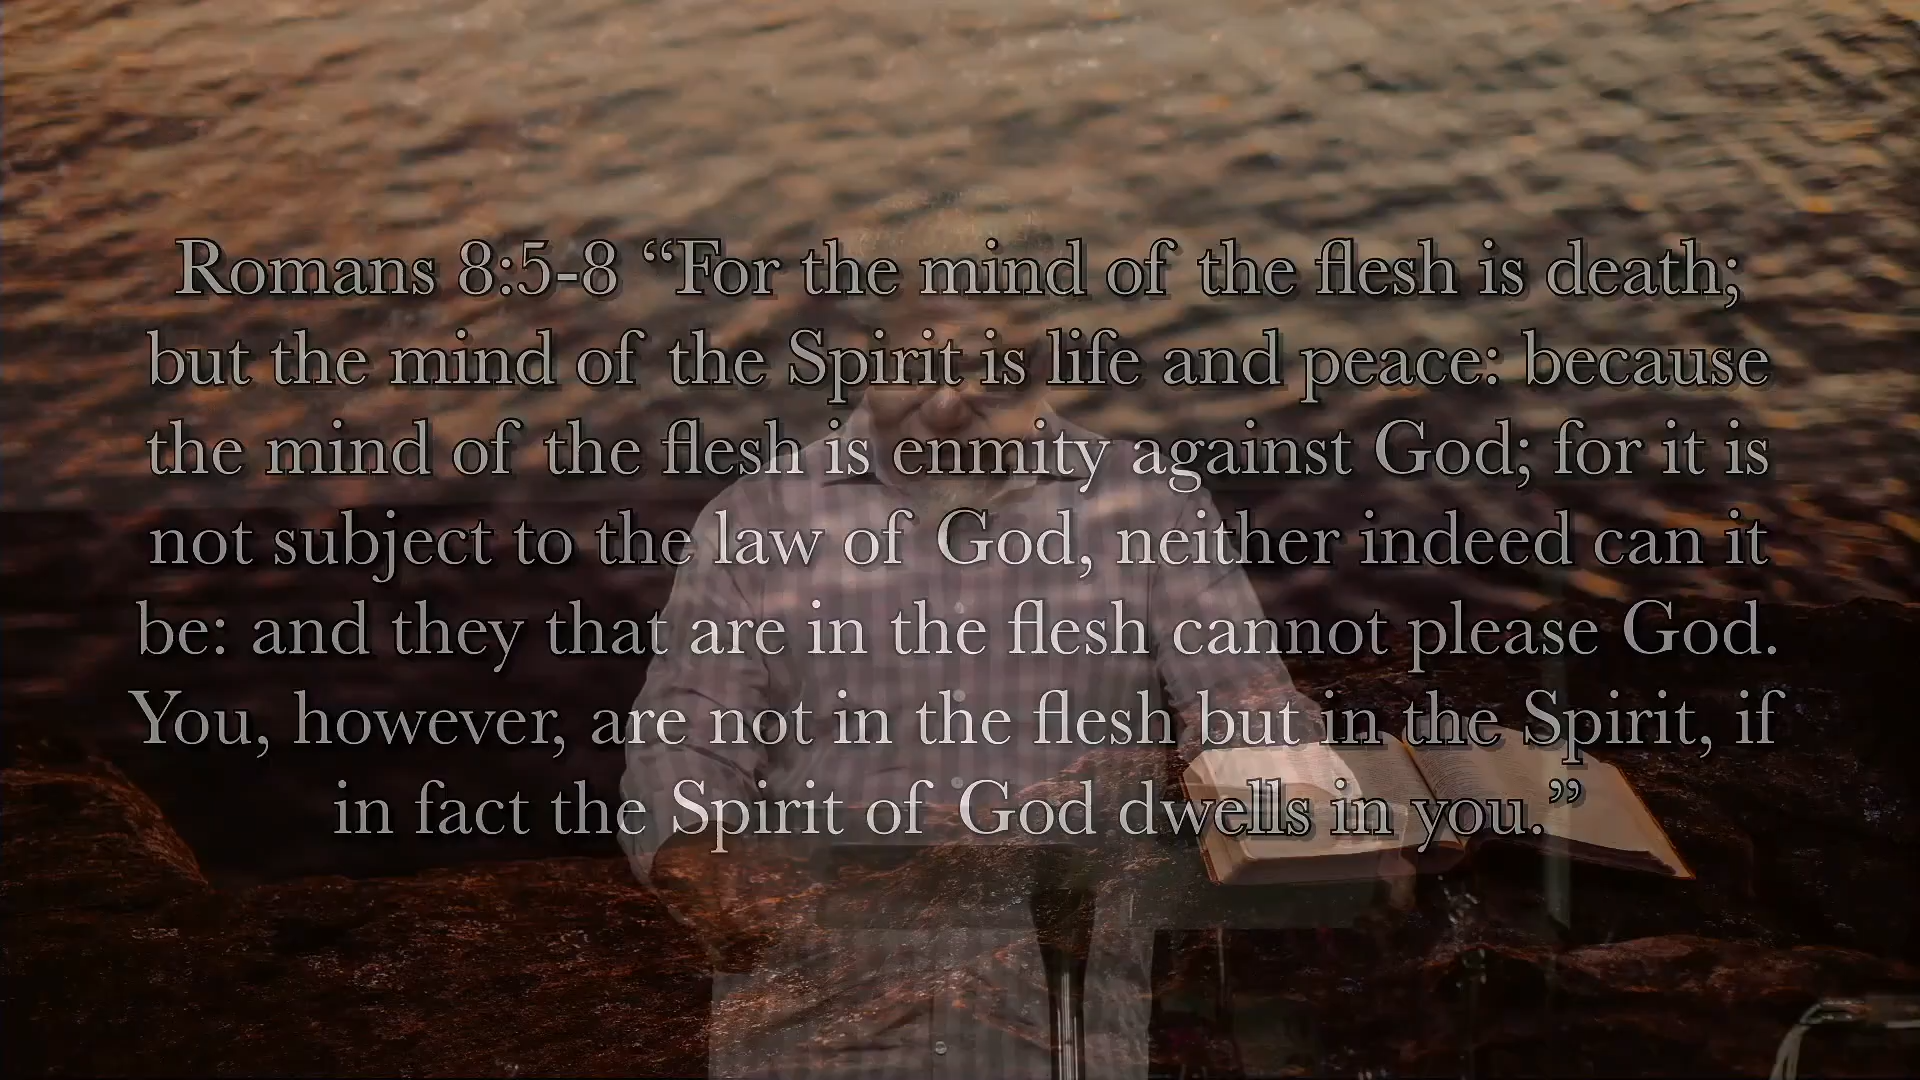 Romans 8:5-8 “For the mind of the flesh is death;
but the mind of the Spirit is life and peace: because
the mind of the flesh is enmity against God; for it is
not subject to the law of God, neither indeed can it
be: and they that are in the flesh cannot please God.
You, however, are not in the flesh but in the Spirit, if
in fact the Spirit of God dwells in you.”